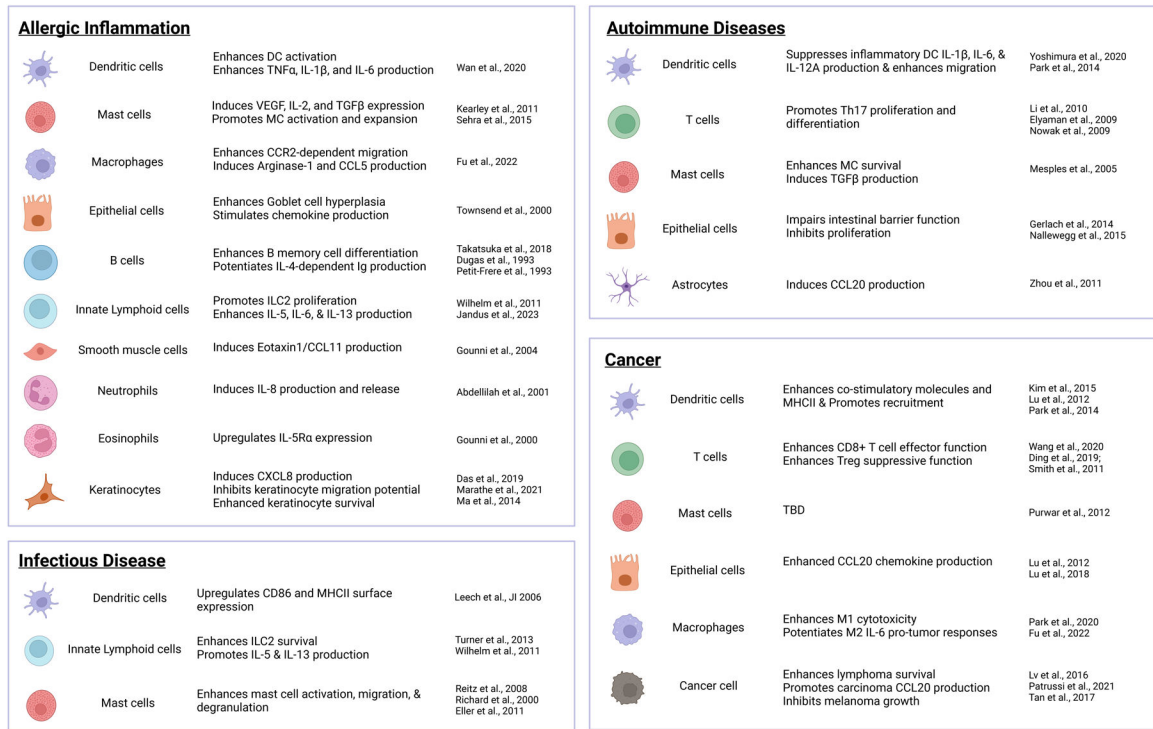 Allergic Inflammation
Dendritic cells
Enhances DC activation
Enhances TNFα, IL-1β, and IL-6 production
Wan et al., 2020
Mast cells
Induces VEGF, IL-2, and TGFβ expression
Promotes MC activation and expansion
Kearley et al., 2011
Sehra et al., 2015
Macrophages
Enhances CCR2-dependent migration
Induces Arginase-1 and CCL5 production
Fu et al., 2022
Epithelial cells
Enhances Goblet cell hyperplasia
Stimulates chemokine production
Townsend et al., 2000
B cells
Enhances B memory cell differentiation
Potentiates IL-4-dependent Ig production
Takatsuka et al., 2018
Dugas et al., 1993
Petit-Frere et al., 1993
Innate Lymphoid cells
Promotes ILC2 proliferation
Enhances IL-5, IL-6, & IL-13 production
Wilhelm et al., 2011
Jandus et al., 2023
Smooth muscle cells
Induces Eotaxin1/CCL11 production
Gounni et al., 2004
Neutrophils
Induces IL-8 production and release
Abdellilah et al., 2001
Eosinophils
Upregulates IL-5Rα expression
Gounni et al., 2000
Keratinocytes
Induces CXCL8 production
Inhibits keratinocyte migration potential
Enhanced keratinocyte survival
Das et al., 2019
Marathe et al., 2021
Ma et al., 2014
Infectious Disease
Dendritic cells
Upregulates CD86 and MHCII surface
expression
Leech et al., JI 2006
Innate Lymphoid cells
Enhances ILC2 survival
Promotes IL-5 & IL-13 production
Turner et al., 2013
Wilhelm et al., 2011
Mast cells
Enhances mast cell activation, migration, &
degranulation
Reitz et al., 2008
Richard et al., 2000
Eller et al., 2011
Autoimmune Diseases
Dendritic cells
Suppresses inflammatory DC IL-1β, IL-6, &
IL-12A production & enhances migration
Yoshimura et al., 2020
Park et al., 2014
T cells
Promotes Th17 proliferation and
differentiation
Li et al., 2010
Elyaman et al., 2009
Nowak et al., 2009
Mast cells
Enhances MC survival
Induces TGFβ production
Mesples et al., 2005
Epithelial cells
Impairs intestinal barrier function
Inhibits proliferation
Gerlach et al., 2014
Nallewegg et al., 2015
Astrocytes
Induces CCL20 production
Zhou et al., 2011
Cancer
Dendritic cells
Enhances co-stimulatory molecules and
MHCII & Promotes recruitment
Kim et al., 2015
Lu et al., 2012
Park et al., 2014
T cells
Enhances CD8+ T cell effector function
Enhances Treg suppressive function
Wang et al., 2020
Ding et al., 2019;
Smith et al., 2011
Mast cells
TBD
Purwar et al., 2012
Epithelial cells
Enhanced CCL20 chemokine production
Lu et al., 2012
Lu et al., 2018
Macrophages
Enhances M1 cytotoxicity
Potentiates M2 IL-6 pro-tumor responses
Park et al., 2020
Fu et al., 2022
Cancer cell
Enhances lymphoma survival
Promotes carcinoma CCL20 production
Inhibits melanoma growth
Lv et al., 2016
Patrussi et al., 2021
Tan et al., 2017